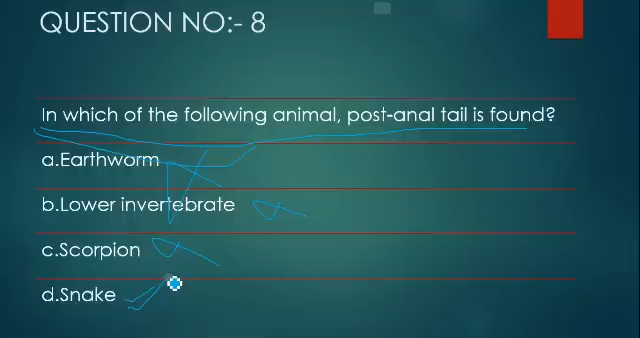 QUESTION NO:- 8
In which of the following animal, post-anal tail is found?
a.Earthworm
b.Lower invertebrate
c.Scorpion
d.Snake